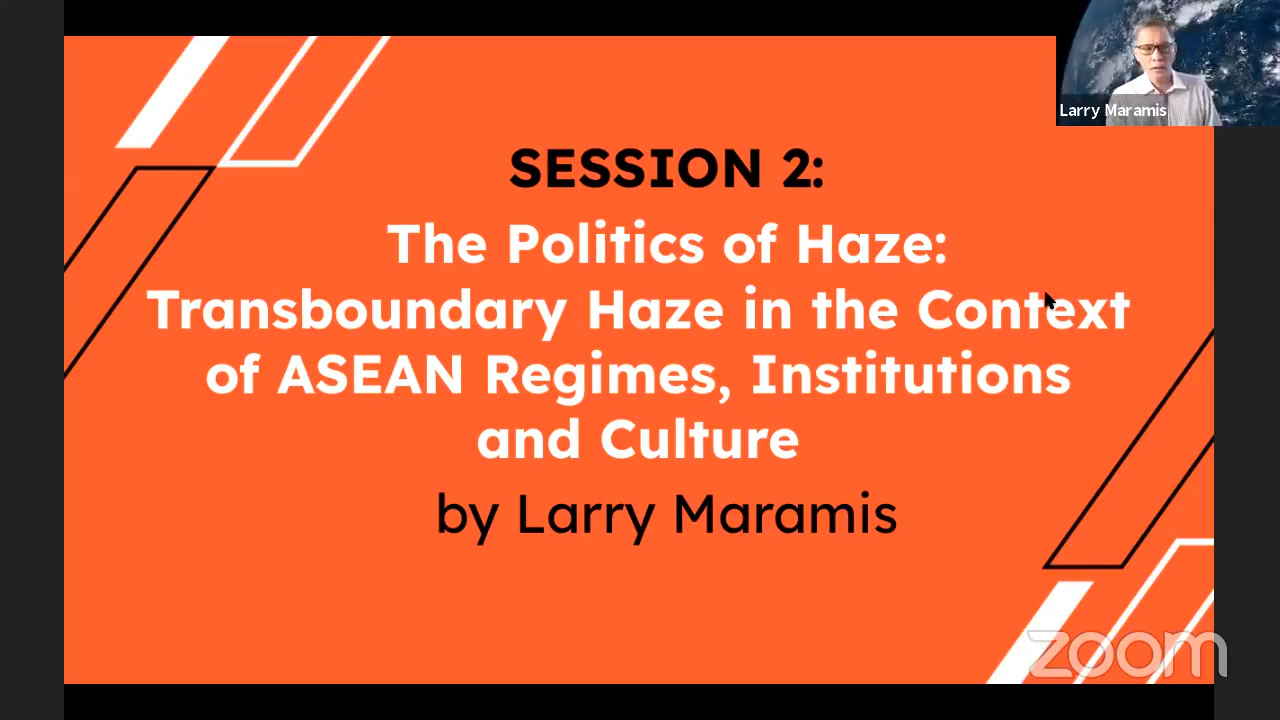 Larry Maramis
SESSION 2:
The Politics of Haze:
Transboundary Haze in the Context
of ASEAN Regimes, Institutions
and Culture
by Larry Maramis
zoom